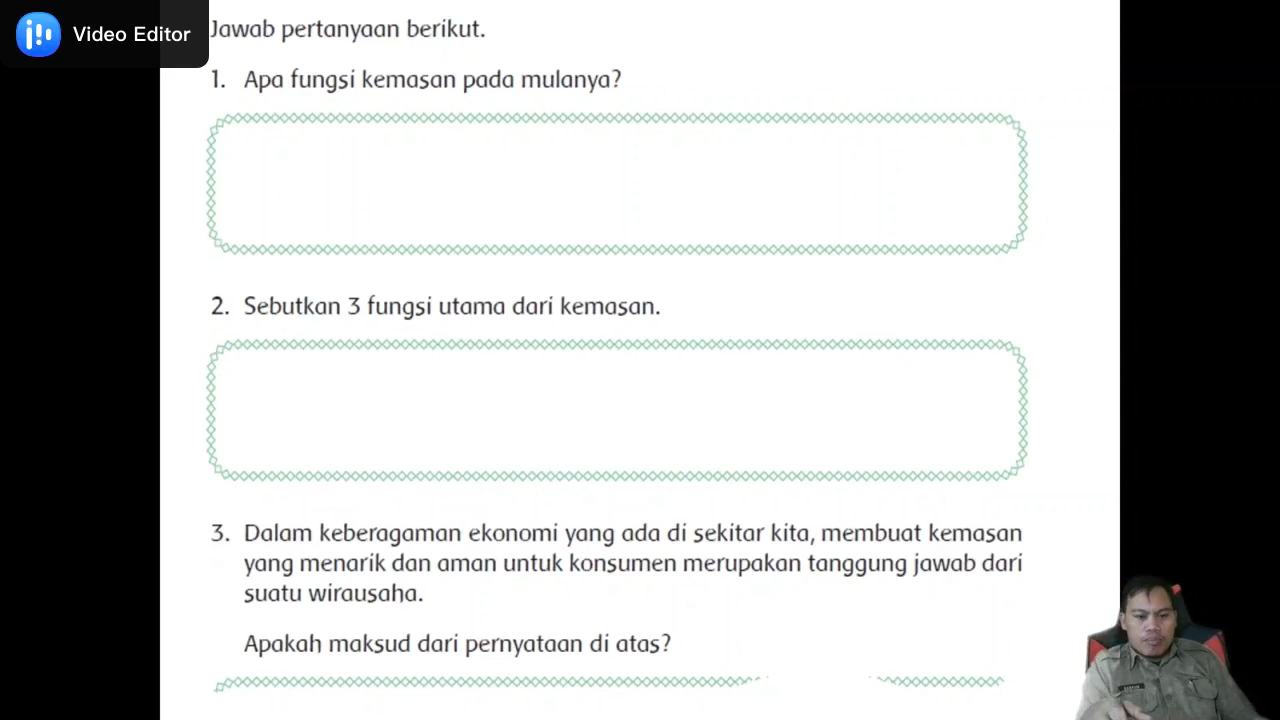 Video Editor
Jawab pertanyaan berikut.
1. Apa fungsi kemasan pada mulanya?
2. Sebutkan 3 fungsi utama dari kemasan.
3. Dalam keberagaman ekonomi yang ada di sekitar kita, membuat kemasan
yang menarik dan aman untuk konsumen merupakan tanggung jawab dari
suatu wirausaha.
Apakah maksud dari pernyataan di atas?